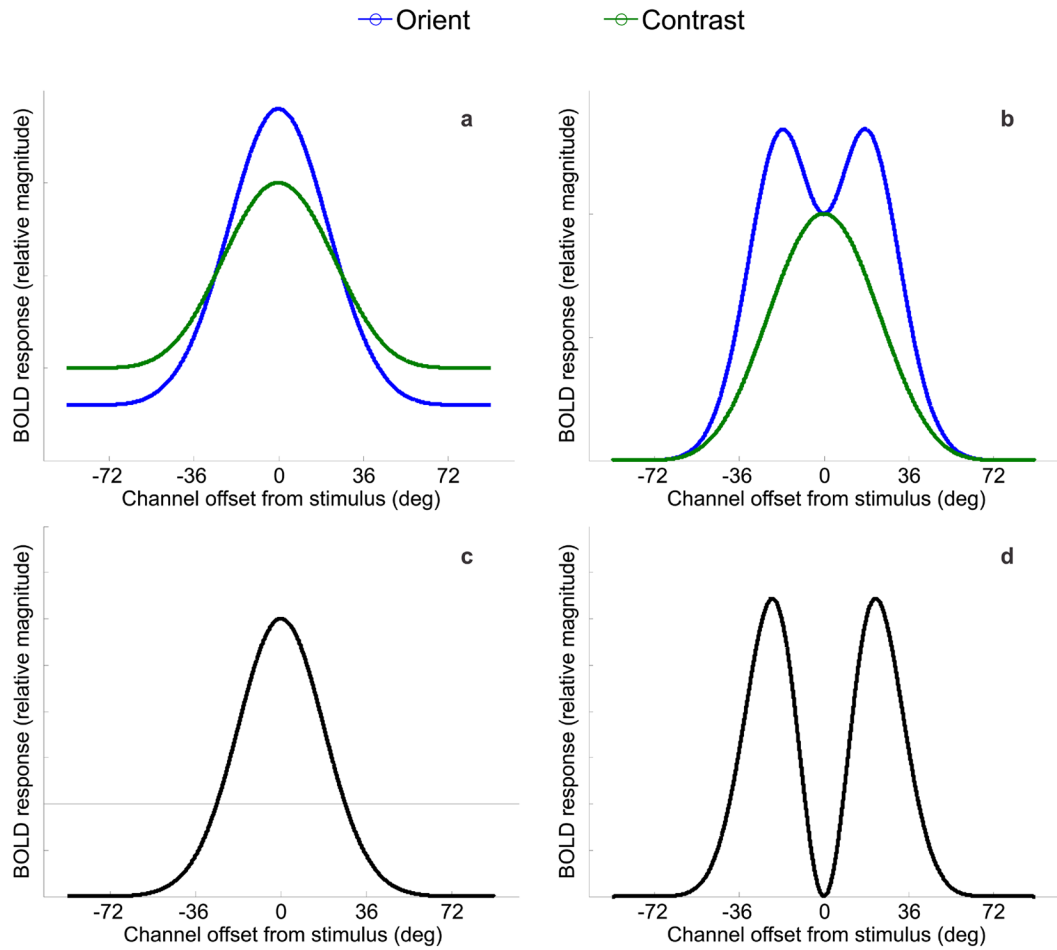 Orient Contrast
a
BOLD response (relative magnitude)
-72 -36 0 36 72
Channel offset from stimulus (deg)
b
BOLD response (relative magnitude)
-72 -36 0 36 72
Channel offset from stimulus (deg)
c
BOLD response (relative magnitude)
-72 -36 0 36 72
Channel offset from stimulus (deg)
d
BOLD response (relative magnitude)
-72 -36 0 36 72
Channel offset from stimulus (deg)